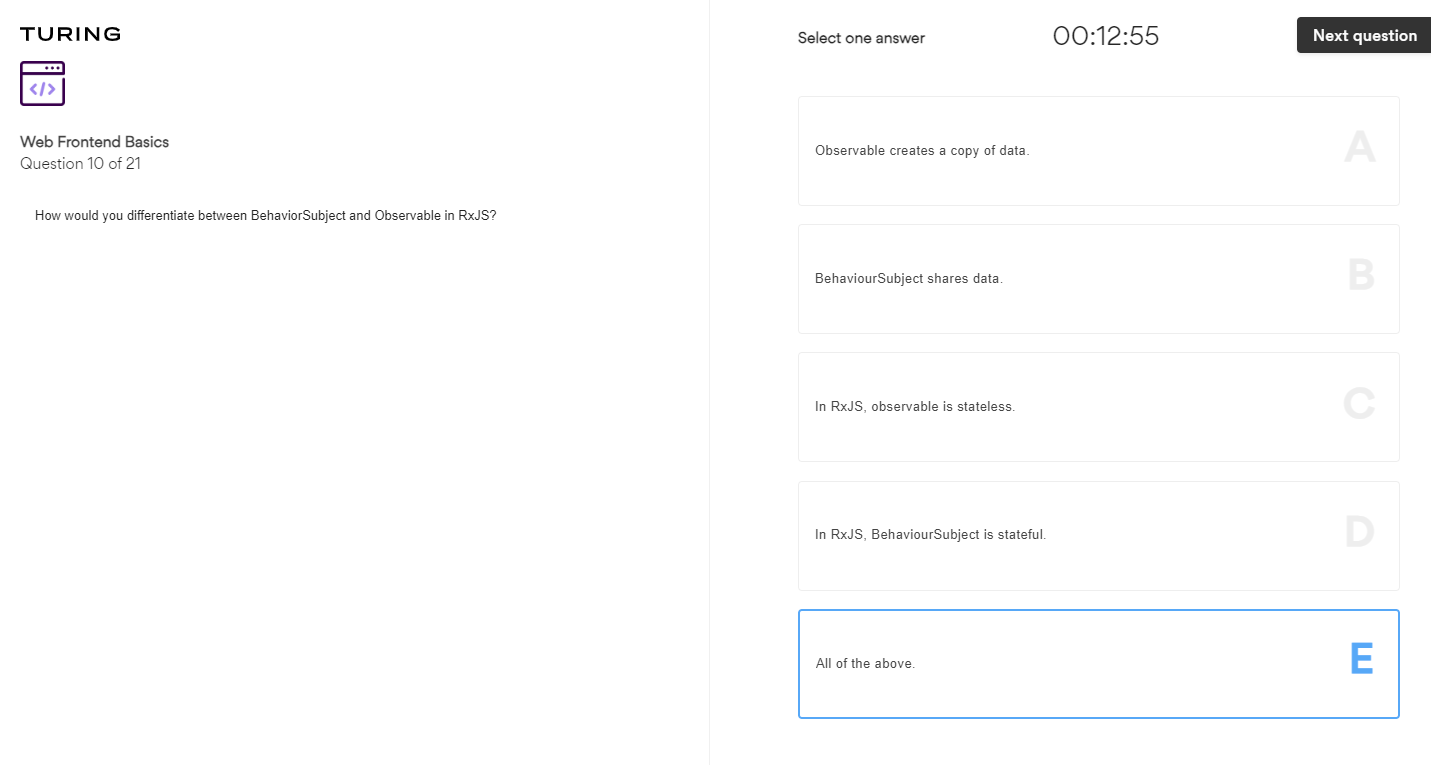 TURING
</>
Web Frontend Basics
Question 10 of 21
How would you differentiate between BehaviorSubject and Observable in RxJS?
Select one answer
00:12:55
Next question
Observable creates a copy of data.
A
BehaviourSubject shares data.
B
In RxJS, observable is stateless.
C
In RxJS, BehaviourSubject is stateful.
D
All of the above.
E